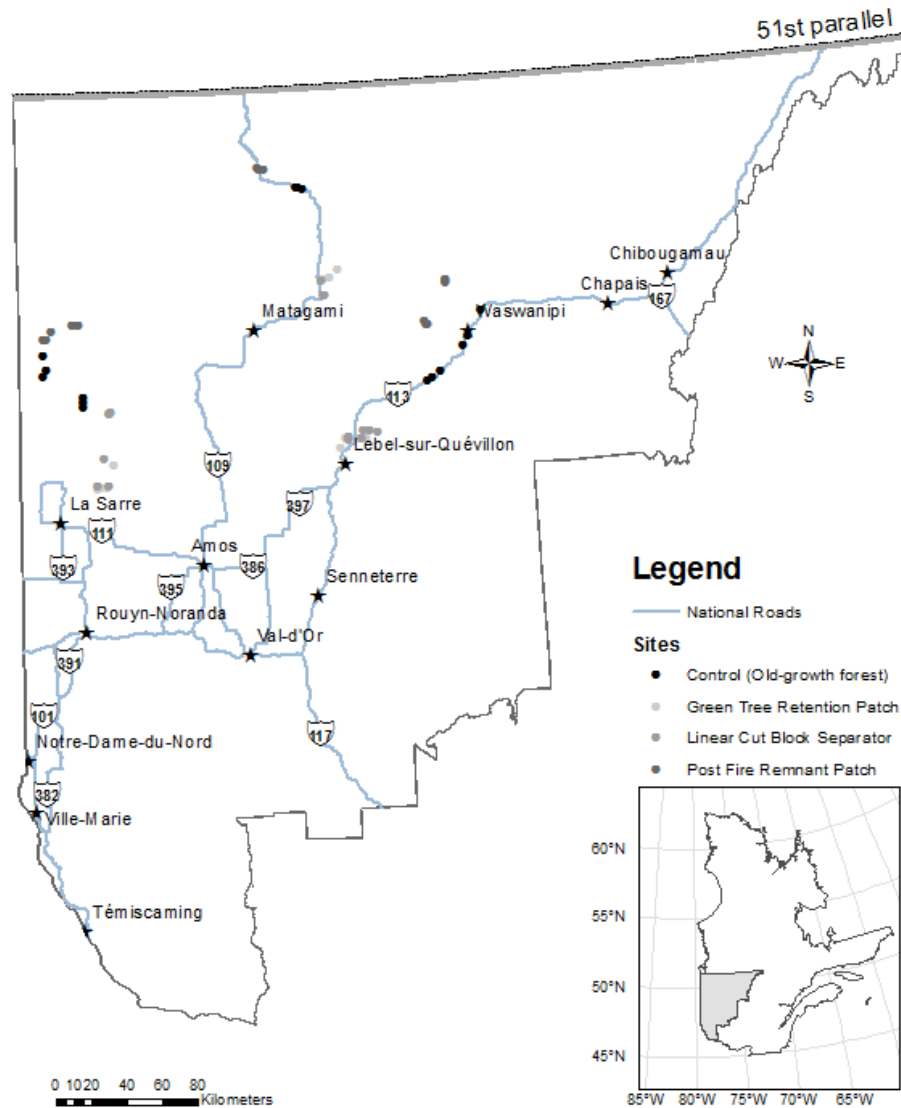 51st parallel
Chibougamau
Chapais
167
Waswanipi
Matagami
N
W E
S
113
Lebel-sur-Quévillon
109
397
La Sarre
111
Amos
393
386
395
Senneterre
Rouyn-Noranda
Val-d'Or
391
101
117
Notre-Dame-du-Nord
382
Ville-Marie
Témiscaming
Legend
National Roads
Sites
Control (Old-growth forest)
Green Tree Retention Patch
Linear Cut Block Separator
Post Fire Remnant Patch
60°N
55°N
50°N
45°N
85°W 80°W 75°W 70°W 65°W
0 10 20 40 60 80
Kilometers